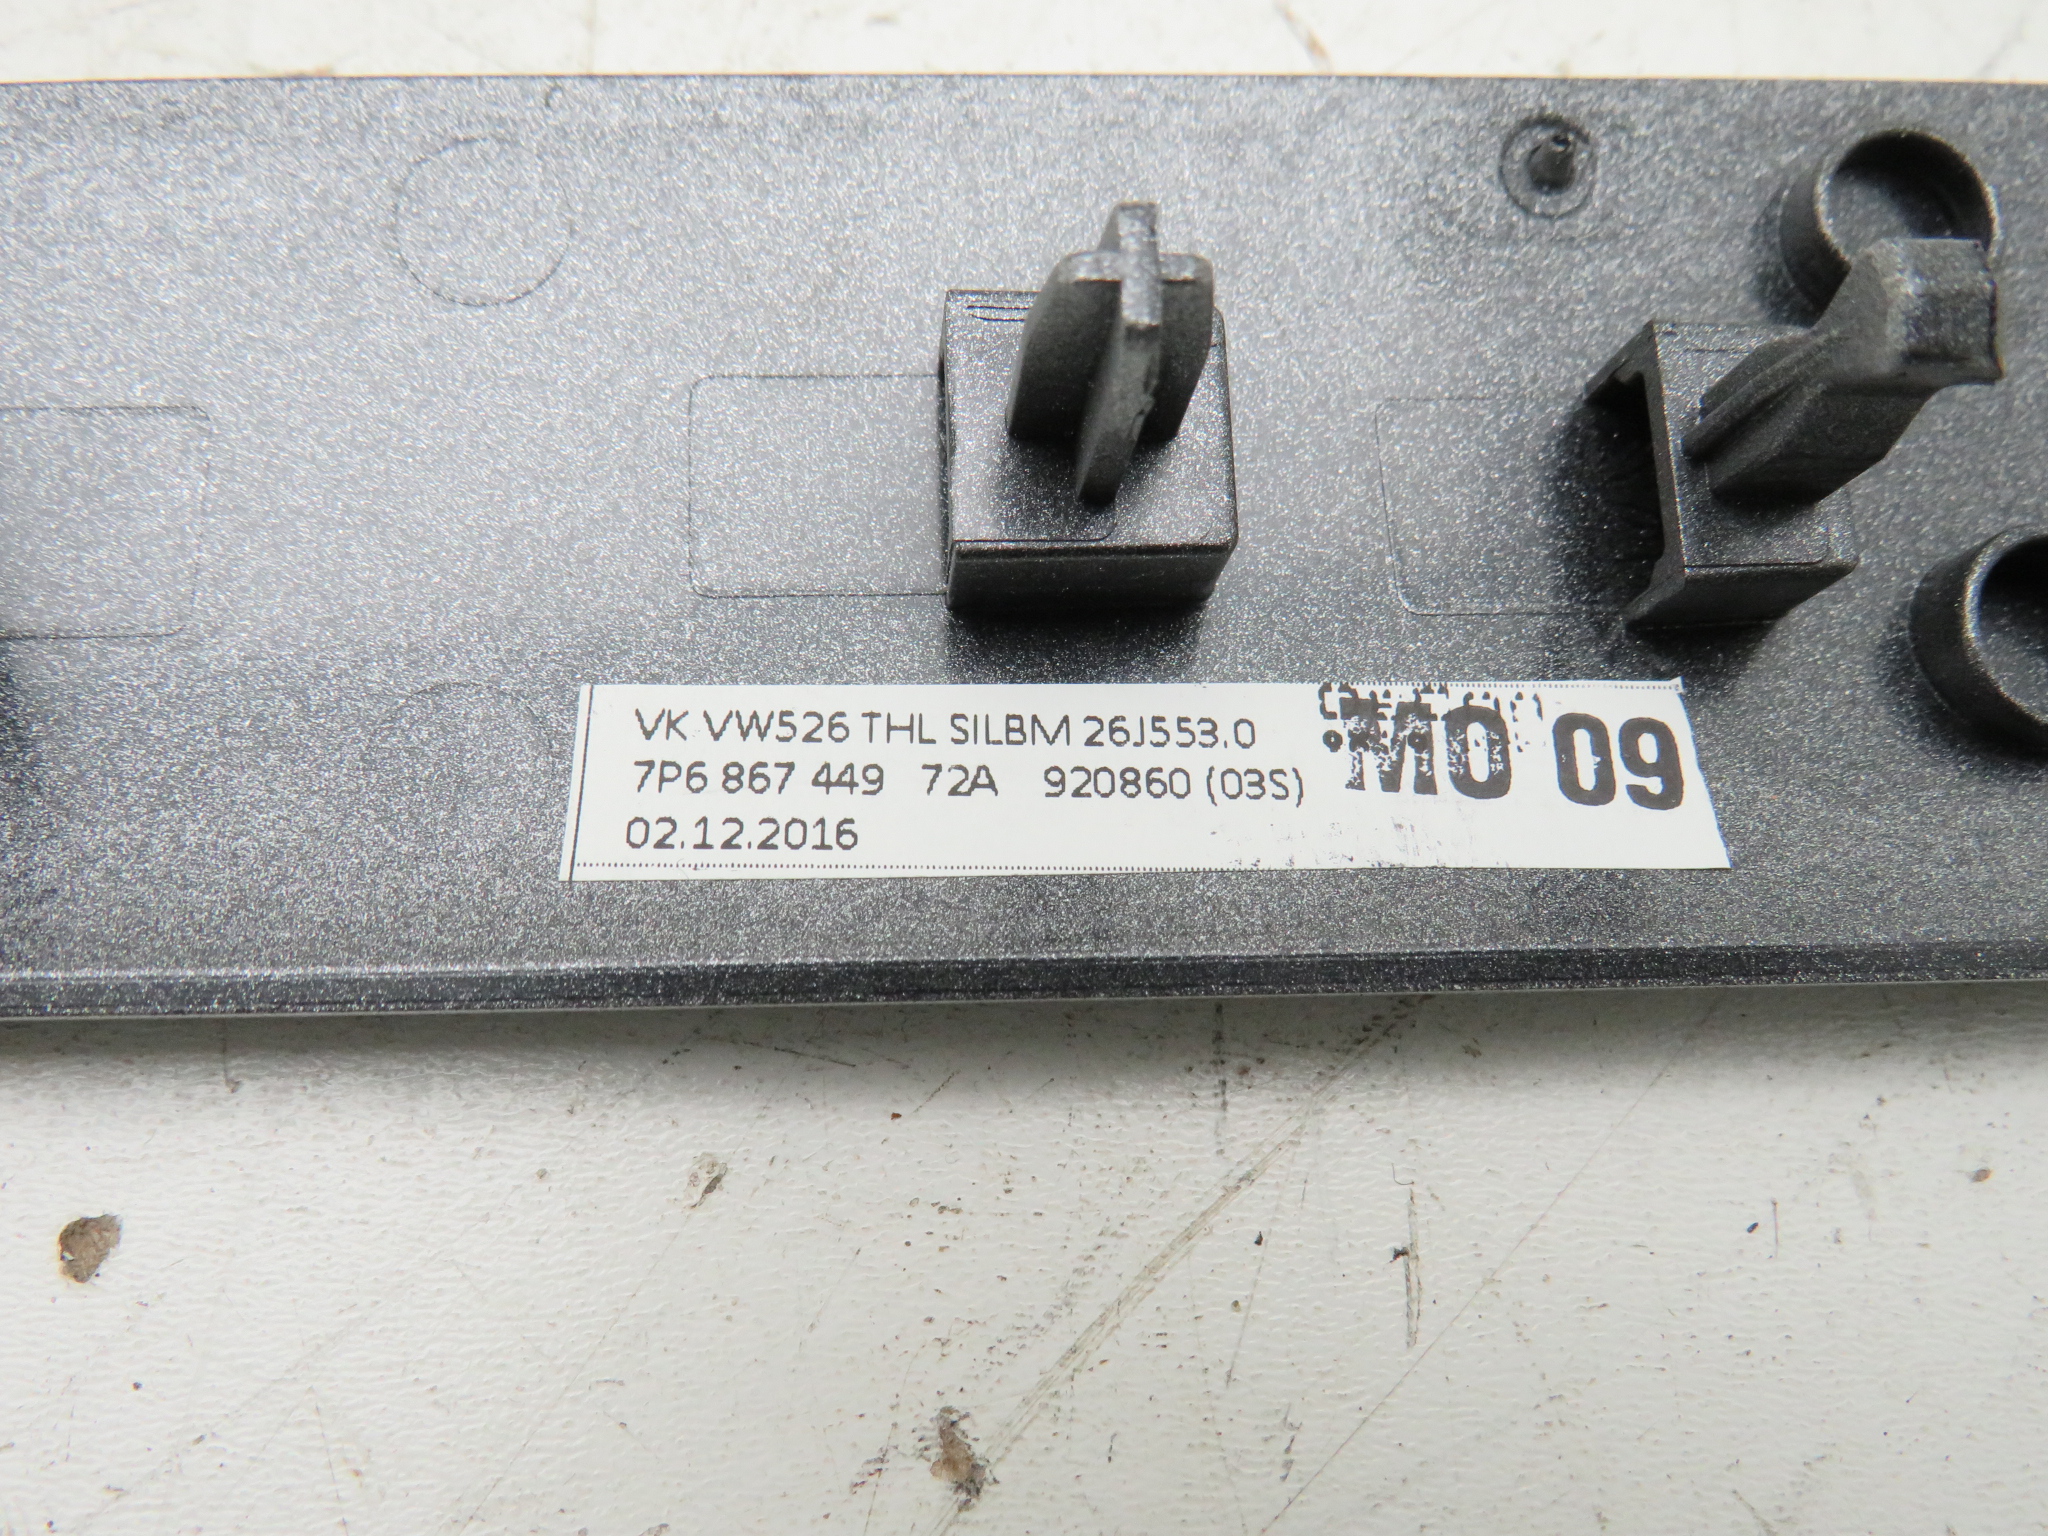 VK VW526 THL SILBM 26J553.0
7P6 867 449 72A 920860 (03S)
02.12.2016
MO 09